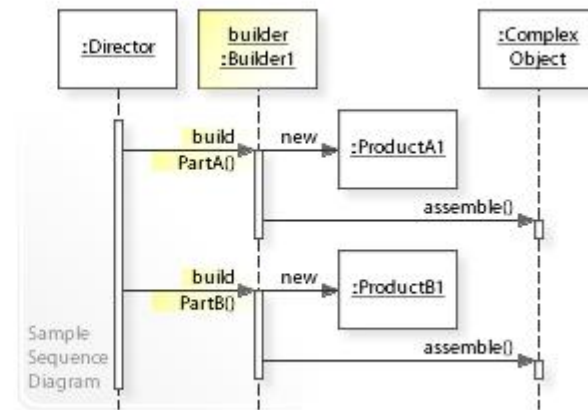 :Director
builder
:Builder1
:Complex
Object
build
PartA()
new
:ProductA1
assemble()
build
PartB()
new
:ProductB1
assemble()
Sample
Sequence
Diagram